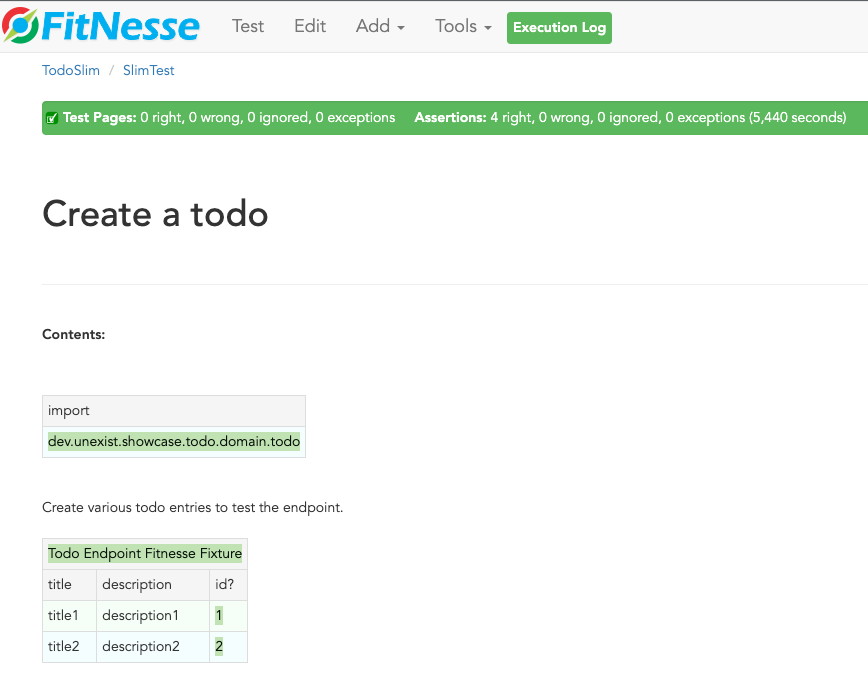 FitNesse Test Edit Add Tools Execution Log
TodoSlim / SlimTest
Test Pages: 0 right, 0 wrong, 0 ignored, 0 exceptions Assertions: 4 right, 0 wrong, 0 ignored, 0 exceptions (5,440 seconds)
Create a todo
Contents:
import
dev.unexist.showcase.todo.domain.todo
Create various todo entries to test the endpoint.
Todo Endpoint Fitnesse Fixture
title description id?
title1 description1 1
title2 description2 2